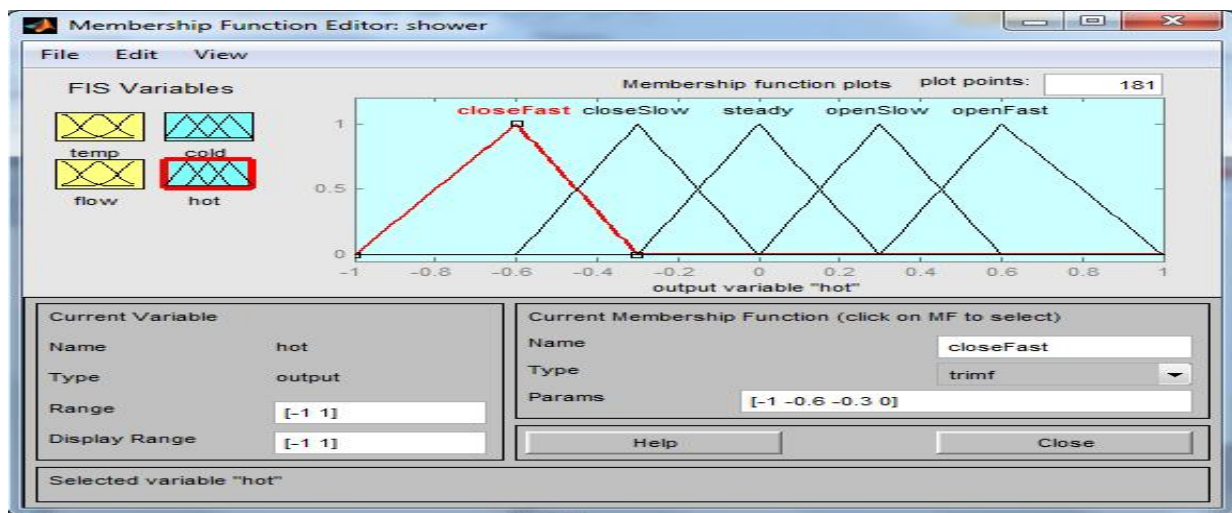 Membership Function Editor: shower
File Edit View
FIS Variables
temp cold
flow hot
Membership function plots plot points: 181
closeFast closeSlow steady openSlow openFast
1
0.5
0
-1 -0.8 -0.6 -0.4 -0.2 0 0.2 0.4 0.6 0.8 1
output variable "hot"
Current Variable
Name hot
Type output
Range [-1 1]
Display Range [-1 1]
Current Membership Function (click on MF to select)
Name closeFast
Type trimf
Params [-1 -0.6 -0.3 0]
Help Close
Selected variable "hot"